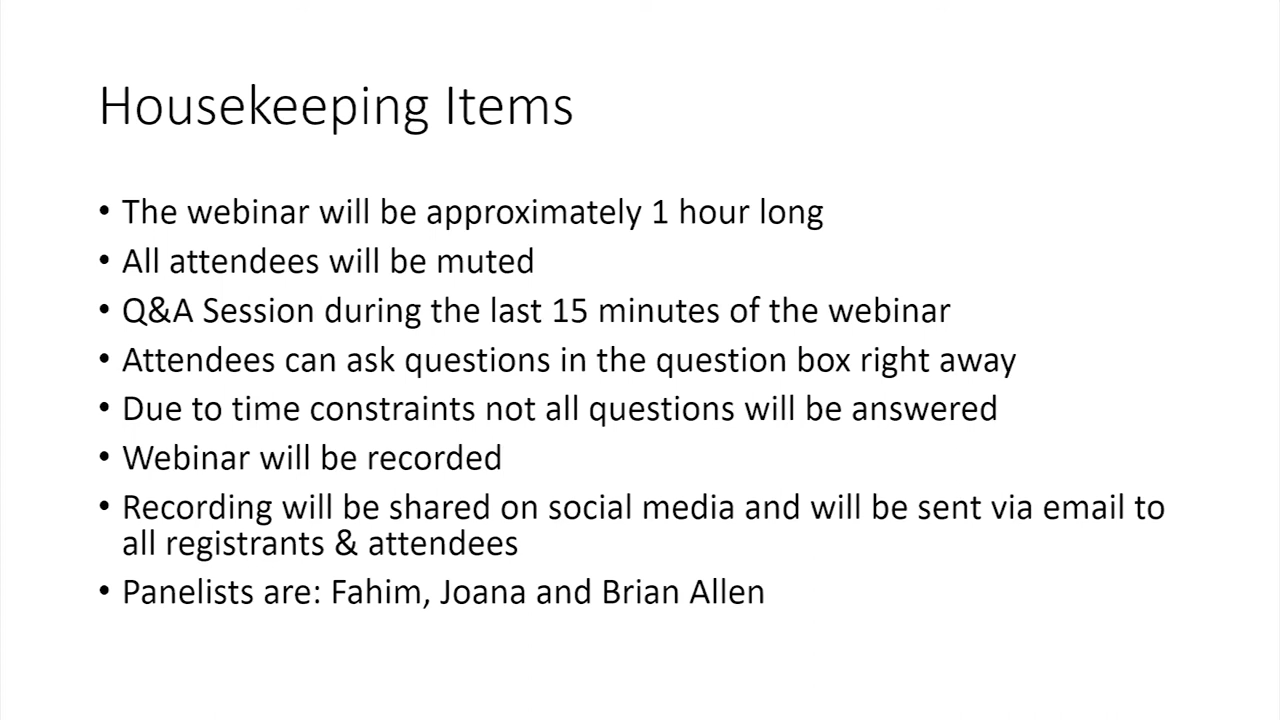 Housekeeping Items
• The webinar will be approximately 1 hour long
• All attendees will be muted
• Q&A Session during the last 15 minutes of the webinar
• Attendees can ask questions in the question box right away
• Due to time constraints not all questions will be answered
• Webinar will be recorded
• Recording will be shared on social media and will be sent via email to
all registrants & attendees
• Panelists are: Fahim, Joana and Brian Allen